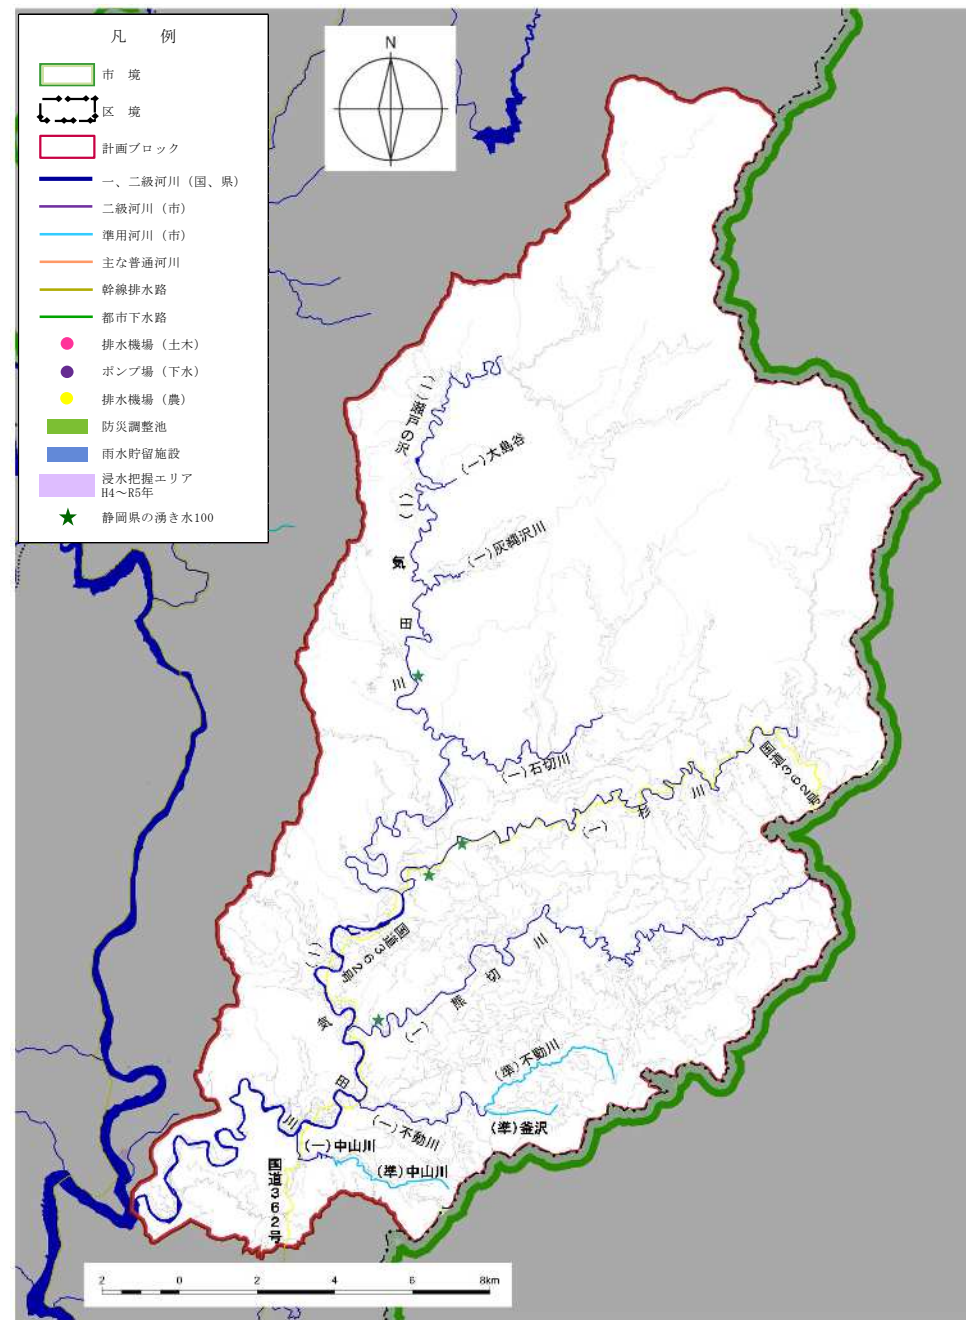 凡 例
市 境
区 境
計画ブロック
一、二級河川（国、県）
二級河川（市）
準用河川（市）
主な普通河川
幹線排水路
都市下水路
排水機場（土木）
ポンプ場（下水）
排水機場（農）
防災調整池
雨水貯留施設
浸水把握エリア
H4～R5年
静岡県の湧き水100
N
(一)大島谷
(一)灰縄沢川
(一)気田川
(一)石切川
国道362号
(一)杉川
国道362号
(一)気田川
(一)熊切川
(準)不動川
(準)釜沢
(一)不動川
(一)中山川
(準)中山川
国道362号
2 0 2 4 6 8km